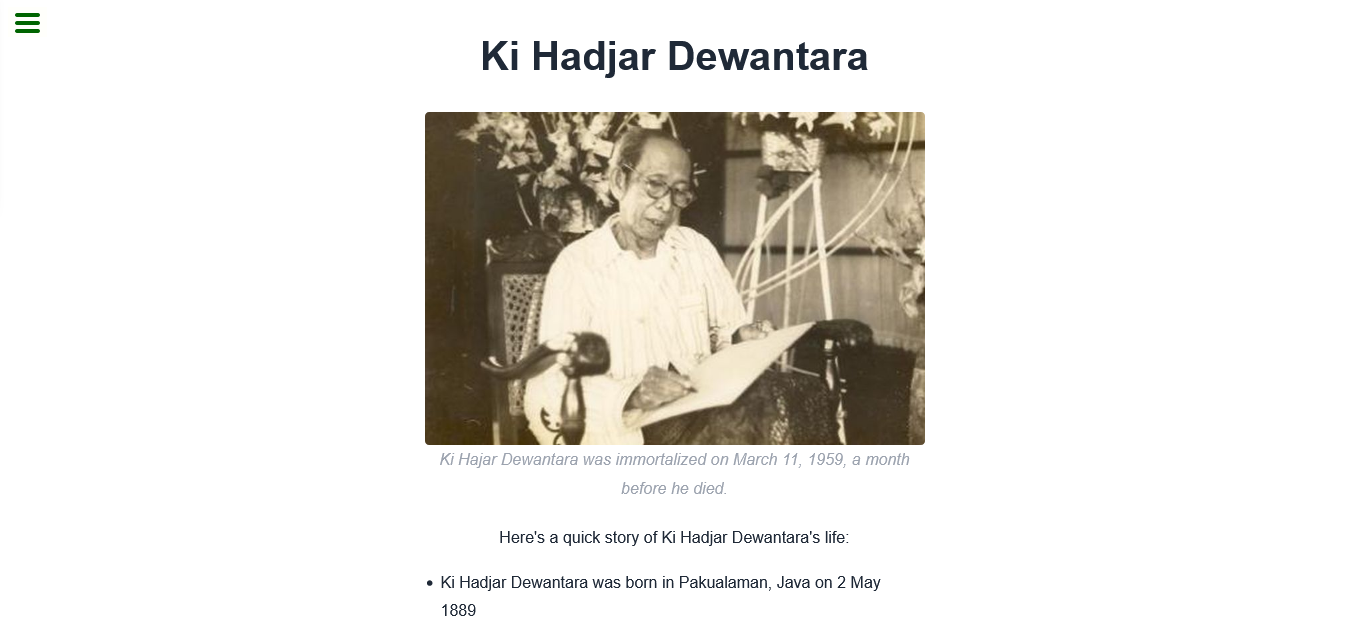 Ki Hadjar Dewantara
Ki Hajar Dewantara was immortalized on March 11, 1959, a month
before he died.
Here's a quick story of Ki Hadjar Dewantara's life:
• Ki Hadjar Dewantara was born in Pakualaman, Java on 2 May
1889